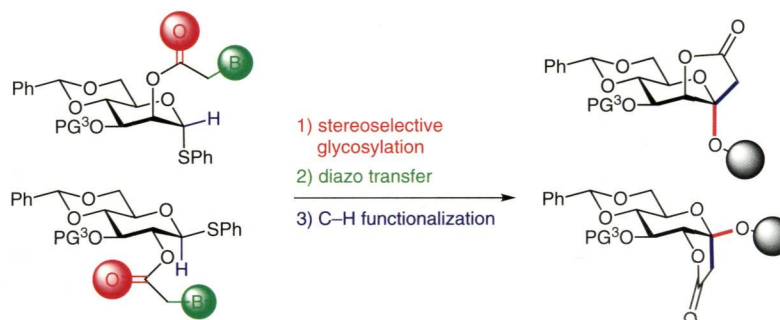 O
B
O
Ph
O
O
O
O
PG³O
H
SPh
Ph
O
O
O
SPh
PG³O
H
O
O
B
1) stereoselective
glycosylation
2) diazo transfer
3) C–H functionalization
O
Ph
O
O
O
O
PG³O
O
Ph
O
O
O
O
PG³O
O
O